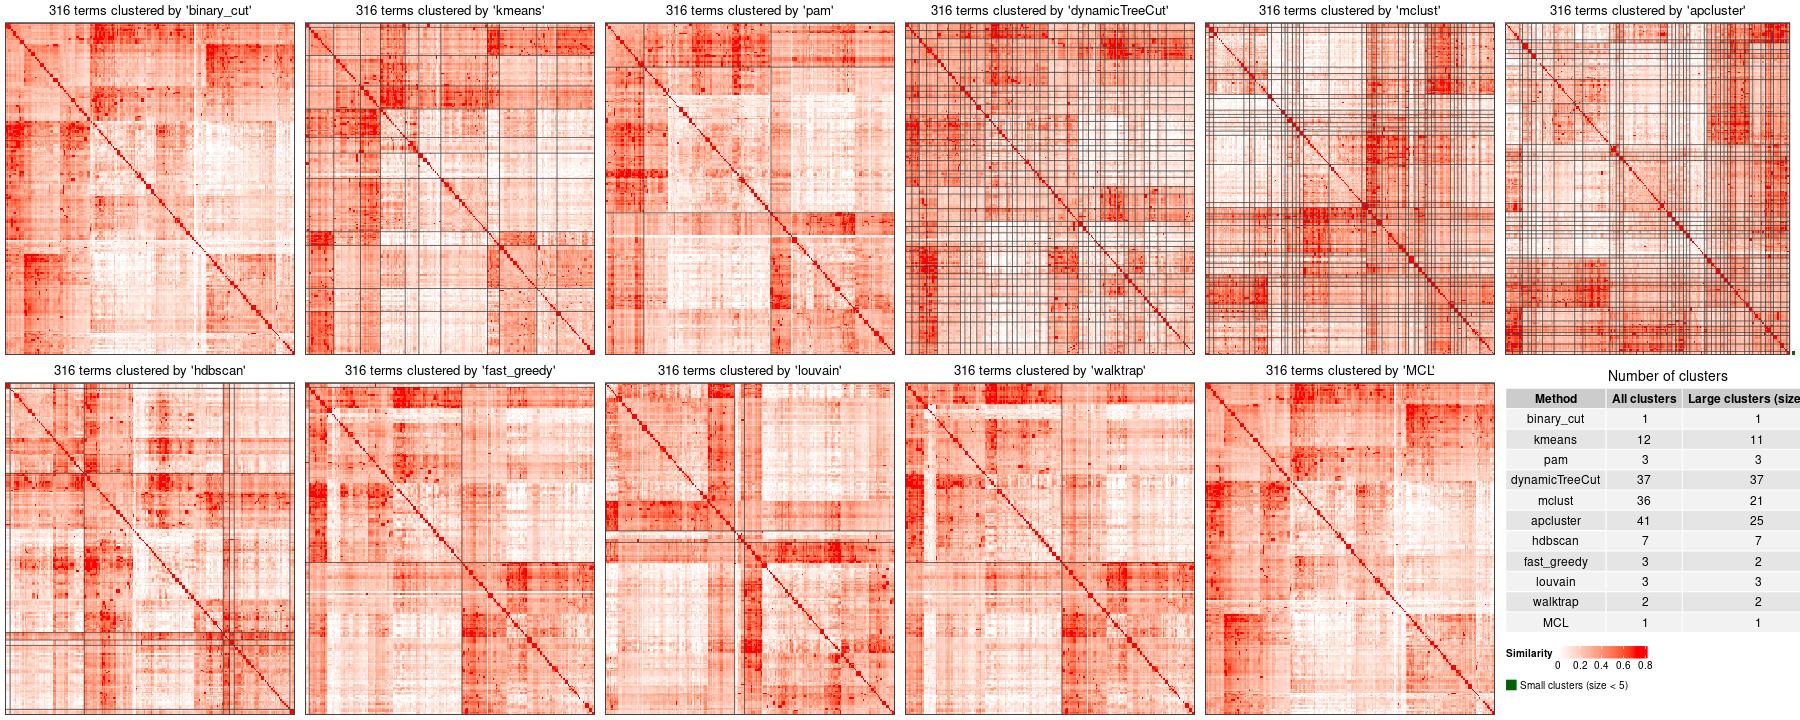 316 terms clustered by 'binary_cut'
316 terms clustered by 'kmeans'
316 terms clustered by 'pam'
316 terms clustered by 'dynamicTreeCut'
316 terms clustered by 'mclust'
316 terms clustered by 'apcluster'
316 terms clustered by 'hdbscan'
316 terms clustered by 'fast_greedy'
316 terms clustered by 'louvain'
316 terms clustered by 'walktrap'
316 terms clustered by 'MCL'
Number of clusters
Method All clusters Large clusters (size
binary_cut 1 1
kmeans 12 11
pam 3 3
dynamicTreeCut 37 37
mclust 36 21
apcluster 41 25
hdbscan 7 7
fast_greedy 3 2
louvain 3 3
walktrap 2 2
MCL 1 1
Similarity
0 0.2 0.4 0.6 0.8
Small clusters (size < 5)